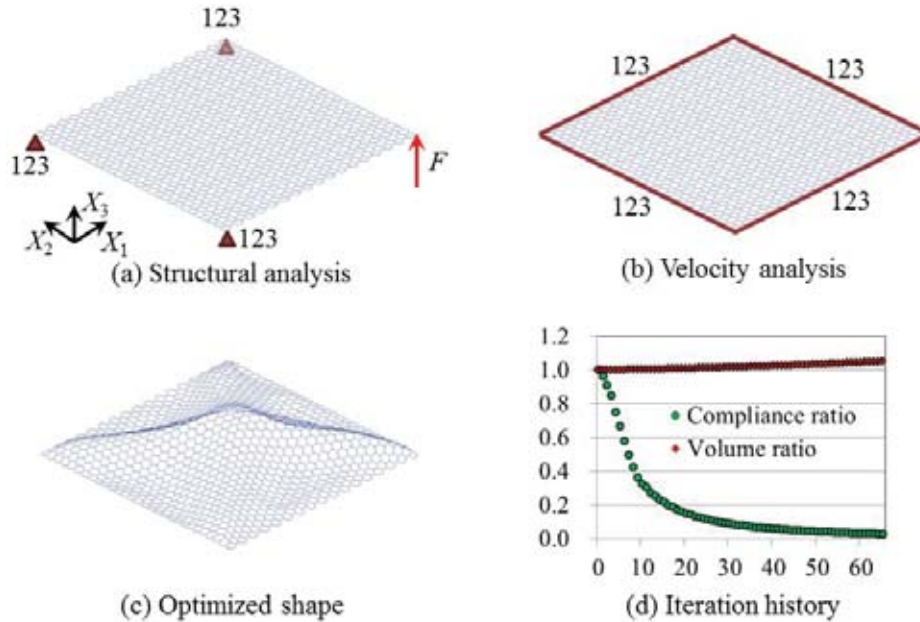 123
123
F
123
X3
X2
X1
123
(a) Structural analysis
123
123
123
123
(b) Velocity analysis
(c) Optimized shape
1.2
1.0
0.8
0.6
0.4
0.2
0.0
Compliance ratio
Volume ratio
0 10 20 30 40 50 60
(d) Iteration history